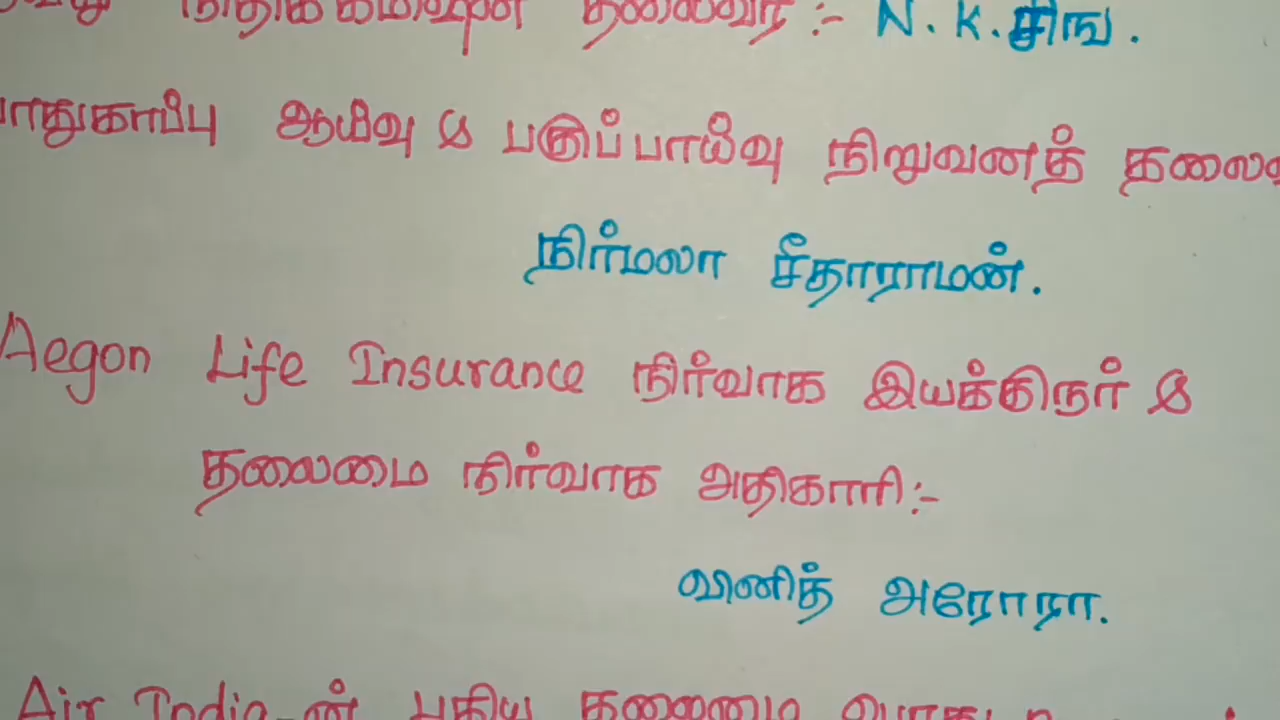 நிதிக்கமிஷன் தலைவர் :- N. K. சிங்.
ஆய்வு & பகுப்பாய்வு நிறுவனத்
நிர்மலா சீதாராமன்.
Aegon Life Insurance நிர்வாக இயக்கிநர் &
தலைமை நிர்வாக அதிகாரி :-
வினித் அரோரா.
Air India-ன் புதிய தலைமை